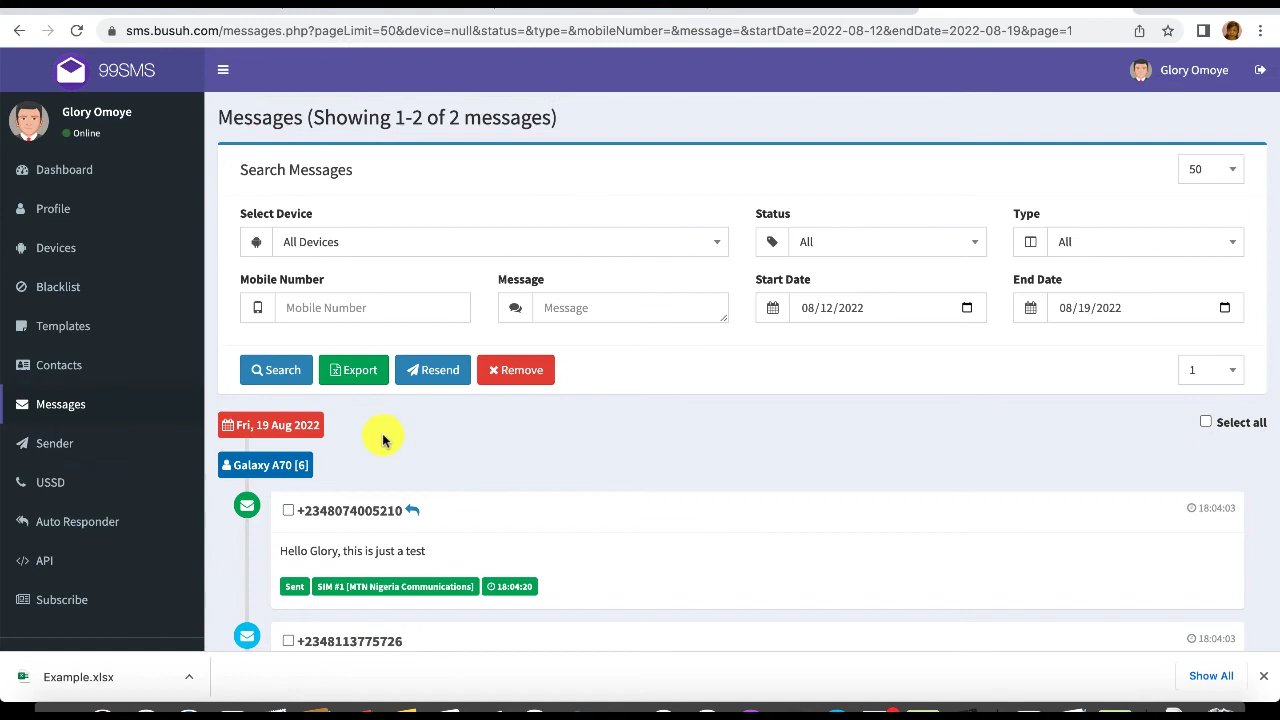 sms.busuh.com/messages.php?pageLimit=50&device=null&status=&type=&mobileNumber=&message=&startDate=2022-08-12&endDate=2022-08-19&page=1
99SMS
Glory Omoye
Glory Omoye
Online
Dashboard
Profile
Devices
Blacklist
Templates
Contacts
Messages
Sender
USSD
Auto Responder
API
Subscribe
Messages (Showing 1-2 of 2 messages)
Search Messages
50
Select Device
Status
Type
All Devices
All
All
Mobile Number
Message
Start Date
End Date
Mobile Number
Message
08/12/2022
08/19/2022
Search Export Resend Remove
1
Fri, 19 Aug 2022
Select all
Galaxy A70 [6]
+2348074005210
18:04:03
Hello Glory, this is just a test
Sent SIM #1 [MTN Nigeria Communications] 18:04:20
+2348113775726
18:04:03
Example.xlsx
Show All